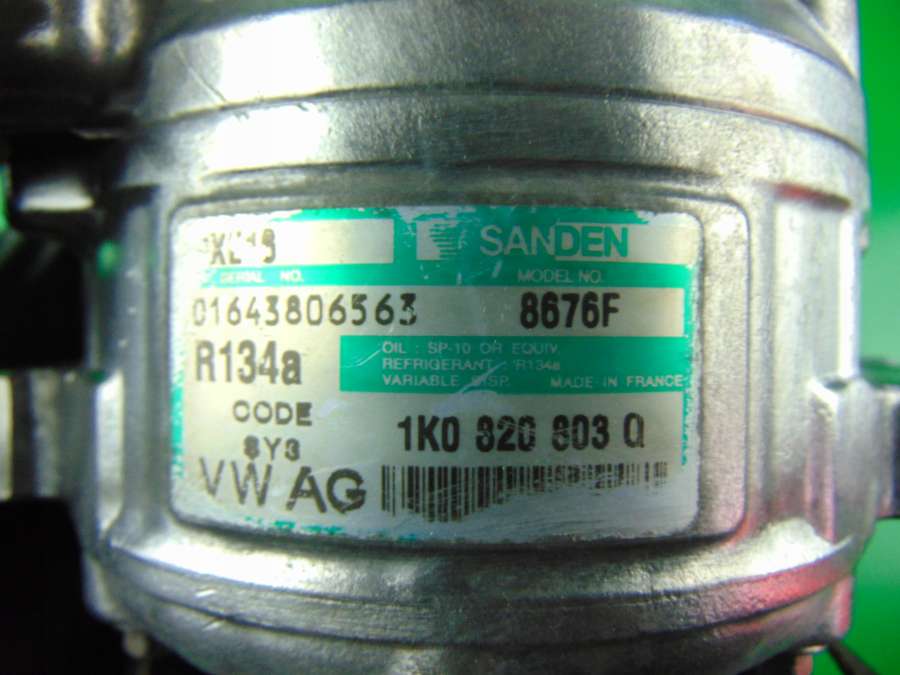 SANDEN
SERIAL NO. MODEL NO.
01643806563 8676F
R134a
OIL : SP-10 OR EQUIV.
REFRIGERANT : R134a
VARIABLE DISP. MADE IN FRANCE
CODE
8Y3
1K0 820 803 Q
VW AG